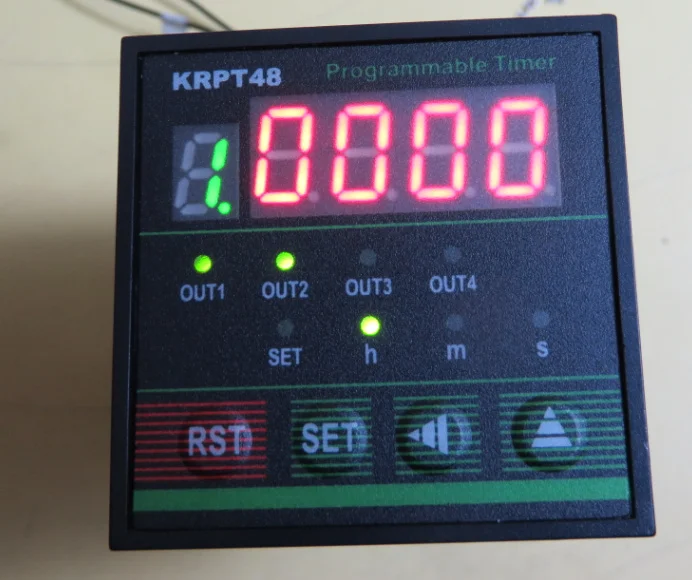 KRPT48 Programmable Timer
1. 0000
OUT1 OUT2 OUT3 OUT4
SET h m s
RST SET